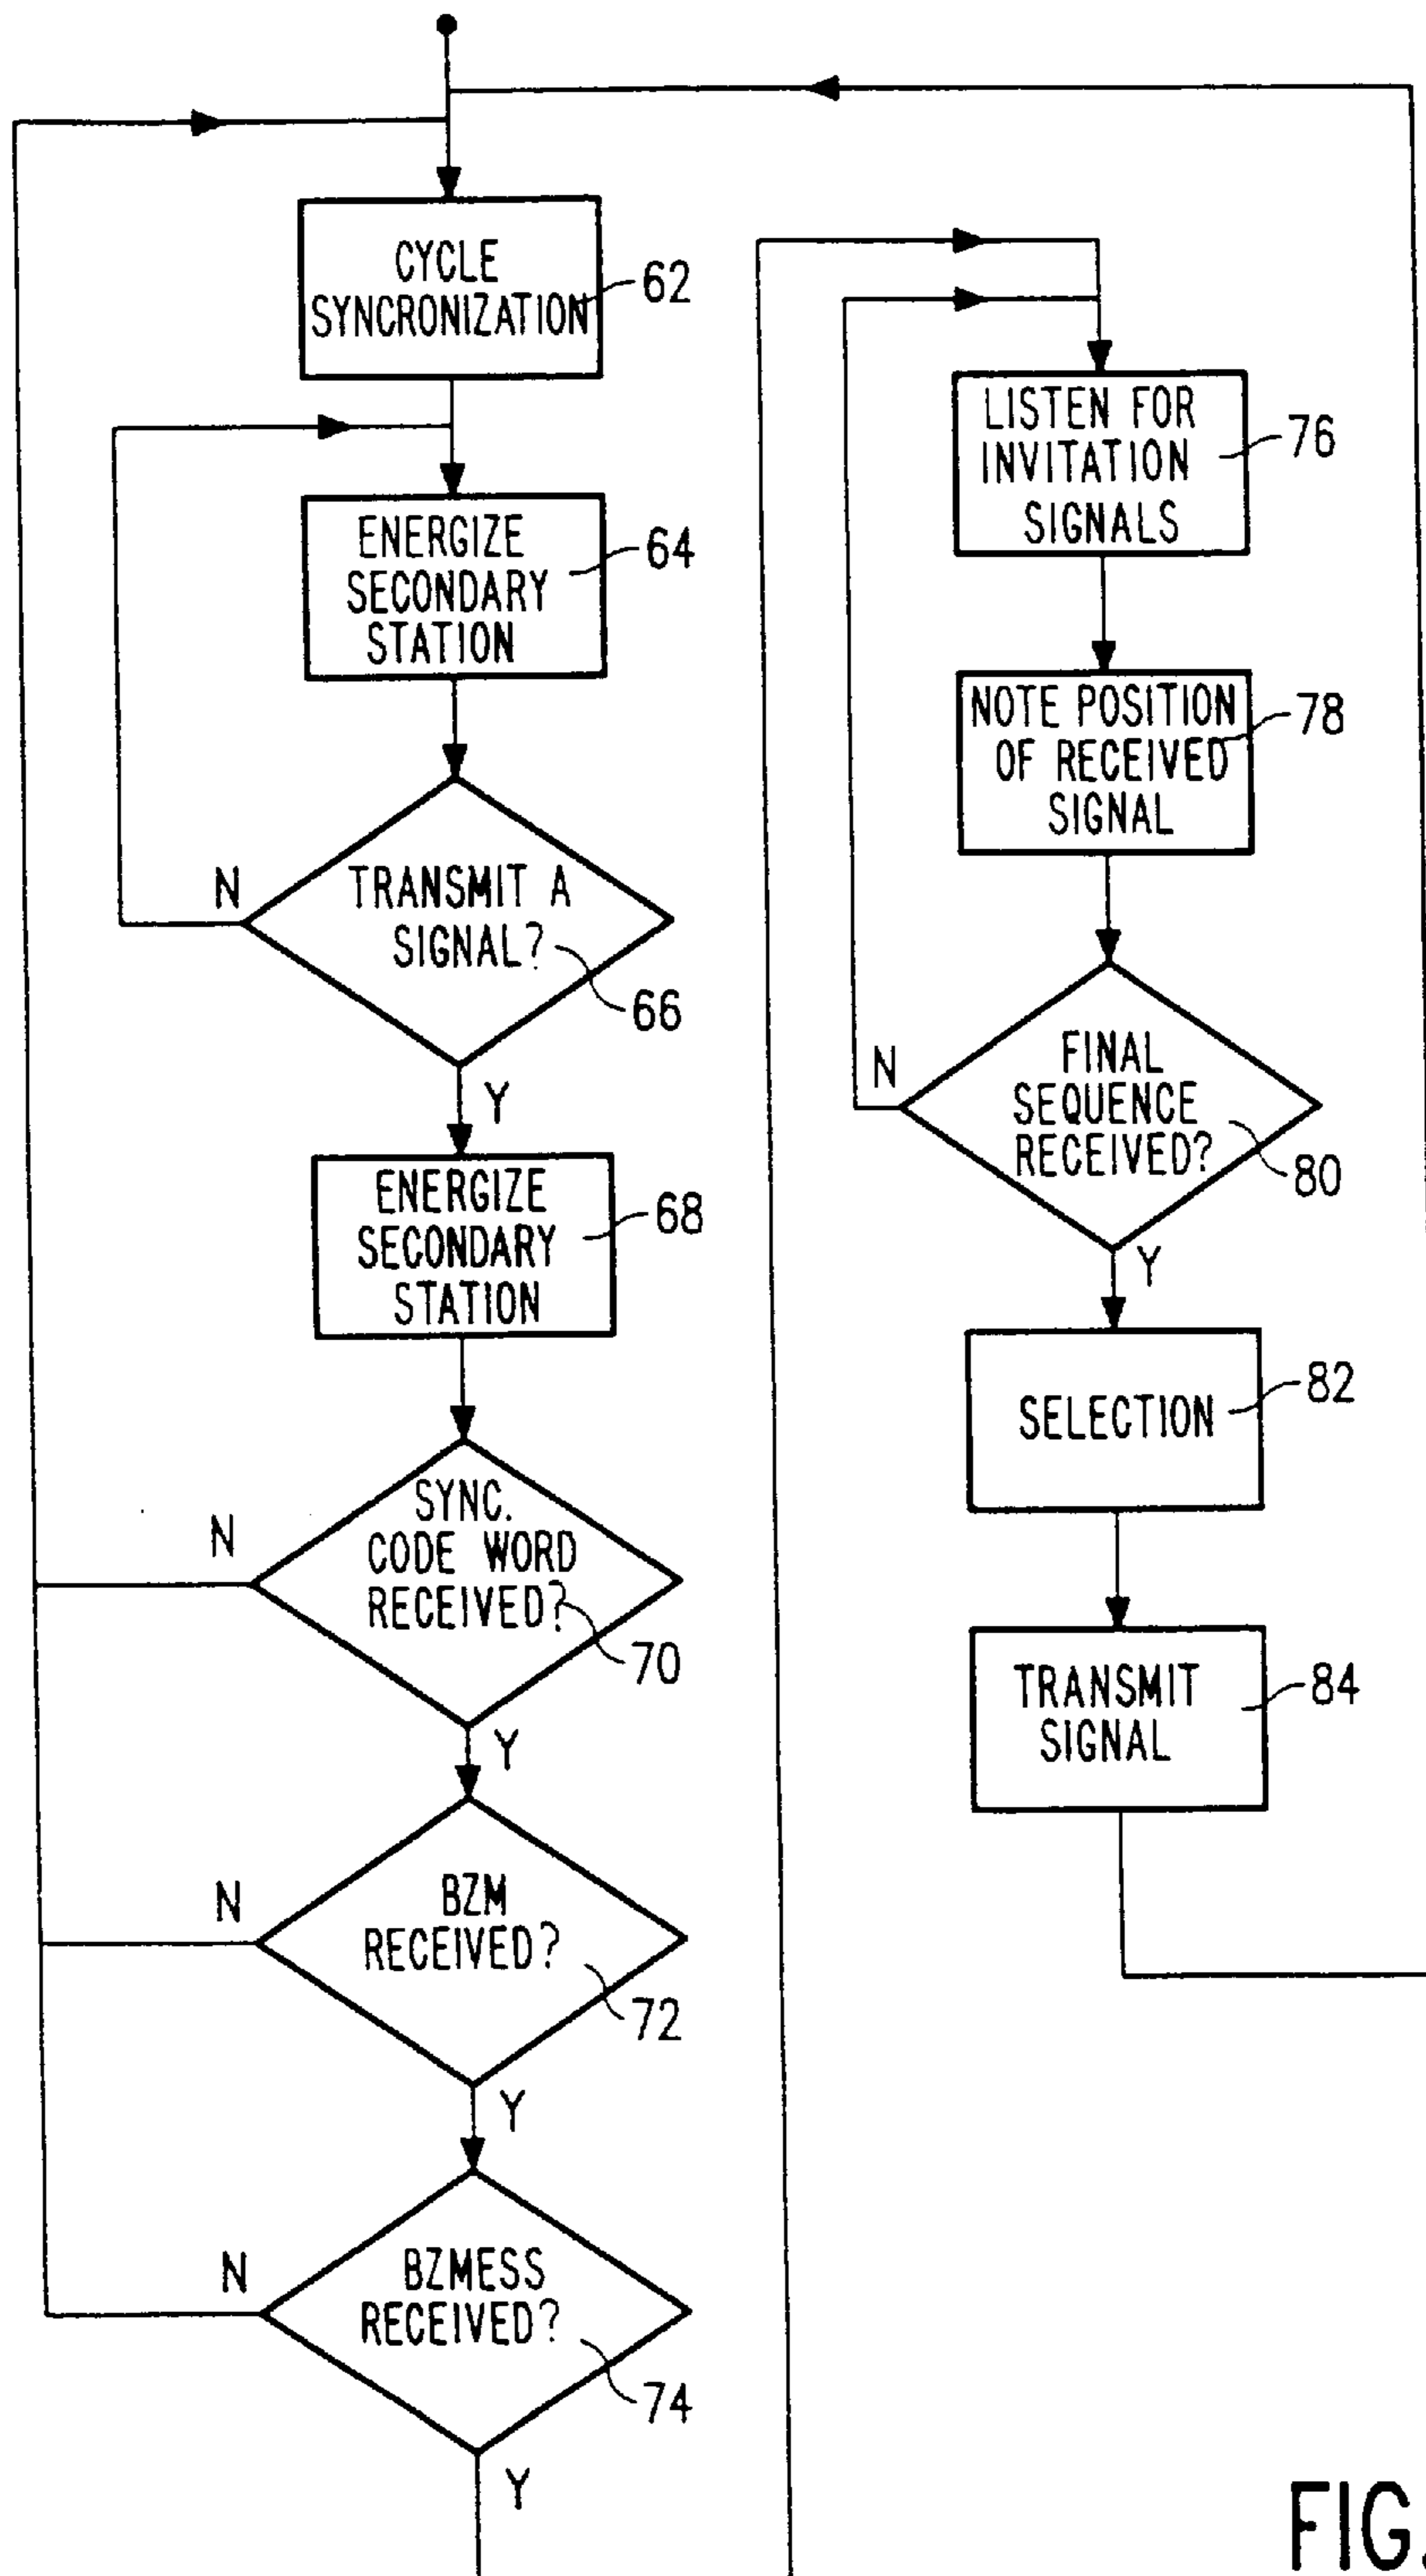 CYCLE
SYNCRONIZATION
62
ENERGIZE
SECONDARY
STATION
64
TRANSMIT A
SIGNAL?
N
66
Y
ENERGIZE
SECONDARY
STATION
68
SYNC.
CODE WORD
RECEIVED?
N
70
Y
BZM
RECEIVED?
N
72
Y
BZMESS
RECEIVED?
N
74
Y
LISTEN FOR
INVITATION
SIGNALS
76
NOTE POSITION
OF RECEIVED
SIGNAL
78
FINAL
SEQUENCE
RECEIVED?
N
80
Y
SELECTION
82
TRANSMIT
SIGNAL
84
FIG.